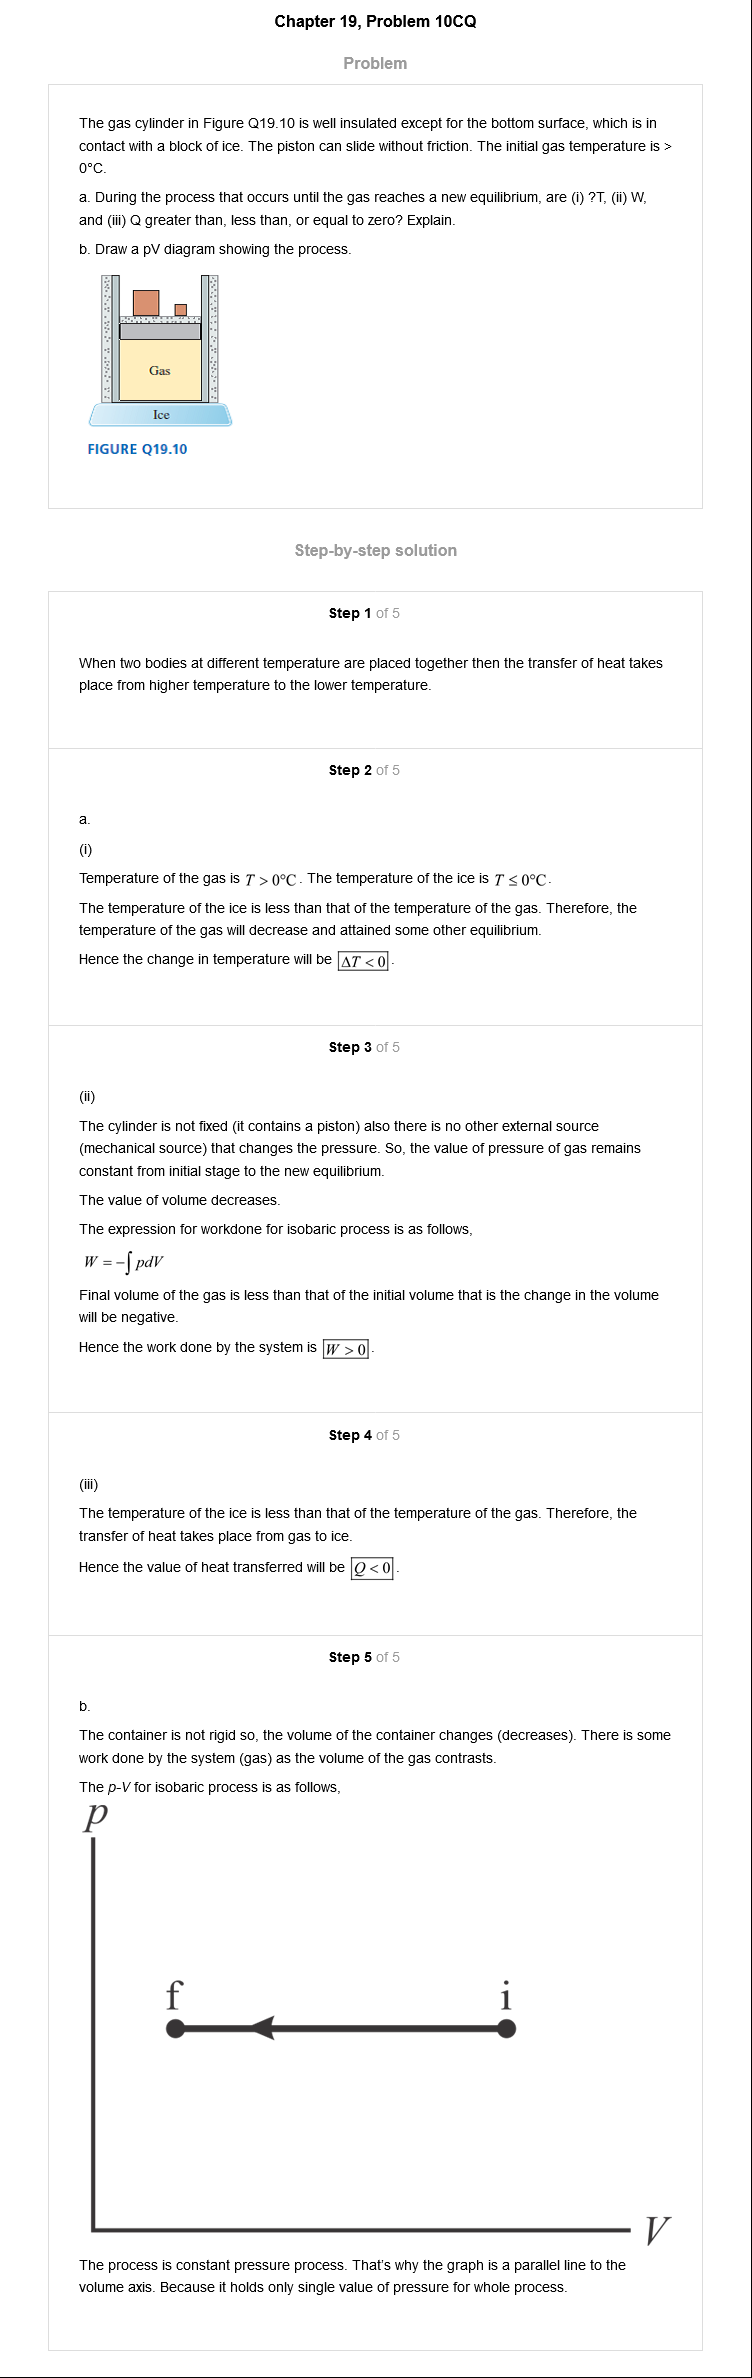 Chapter 19, Problem 10CQ
Problem
The gas cylinder in Figure Q19.10 is well insulated except for the bottom surface, which is in
contact with a block of ice. The piston can slide without friction. The initial gas temperature is >
0°C.
a. During the process that occurs until the gas reaches a new equilibrium, are (i) ?T, (ii) W,
and (iii) Q greater than, less than, or equal to zero? Explain.
b. Draw a pV diagram showing the process.
Gas
Ice
FIGURE Q19.10
Step-by-step solution
Step 1 of 5
When two bodies at different temperature are placed together then the transfer of heat takes
place from higher temperature to the lower temperature.
Step 2 of 5
a.
(i)
Temperature of the gas is T > 0°C. The temperature of the ice is T ≤ 0°C.
The temperature of the ice is less than that of the temperature of the gas. Therefore, the
temperature of the gas will decrease and attained some other equilibrium.
Hence the change in temperature will be ΔT < 0.
Step 3 of 5
(ii)
The cylinder is not fixed (it contains a piston) also there is no other external source
(mechanical source) that changes the pressure. So, the value of pressure of gas remains
constant from initial stage to the new equilibrium.
The value of volume decreases.
The expression for workdone for isobaric process is as follows,
W = -∫ pdV
Final volume of the gas is less than that of the initial volume that is the change in the volume
will be negative.
Hence the work done by the system is W > 0.
Step 4 of 5
(iii)
The temperature of the ice is less than that of the temperature of the gas. Therefore, the
transfer of heat takes place from gas to ice.
Hence the value of heat transferred will be Q < 0.
Step 5 of 5
b.
The container is not rigid so, the volume of the container changes (decreases). There is some
work done by the system (gas) as the volume of the gas contrasts.
The p-V for isobaric process is as follows,
p
f i
V
The process is constant pressure process. That's why the graph is a parallel line to the
volume axis. Because it holds only single value of pressure for whole process.